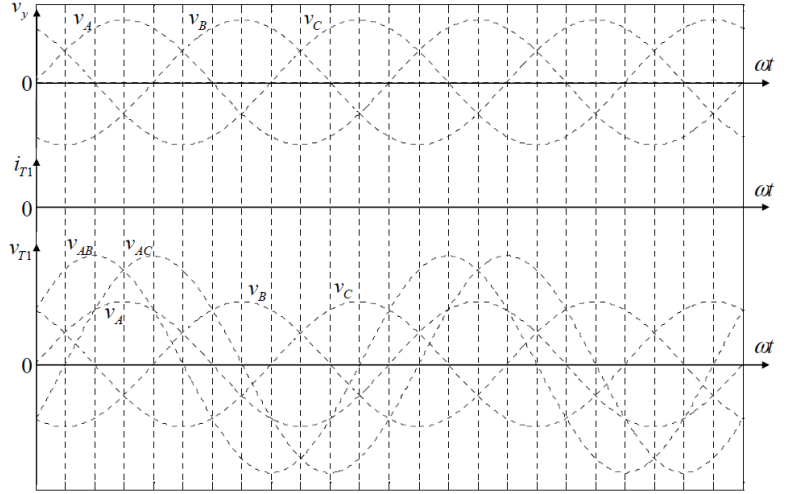 v_y v_A v_B v_C
0 ωt
i_T1
0 ωt
v_T1 v_AB v_AC
v_A v_B v_C
0 ωt